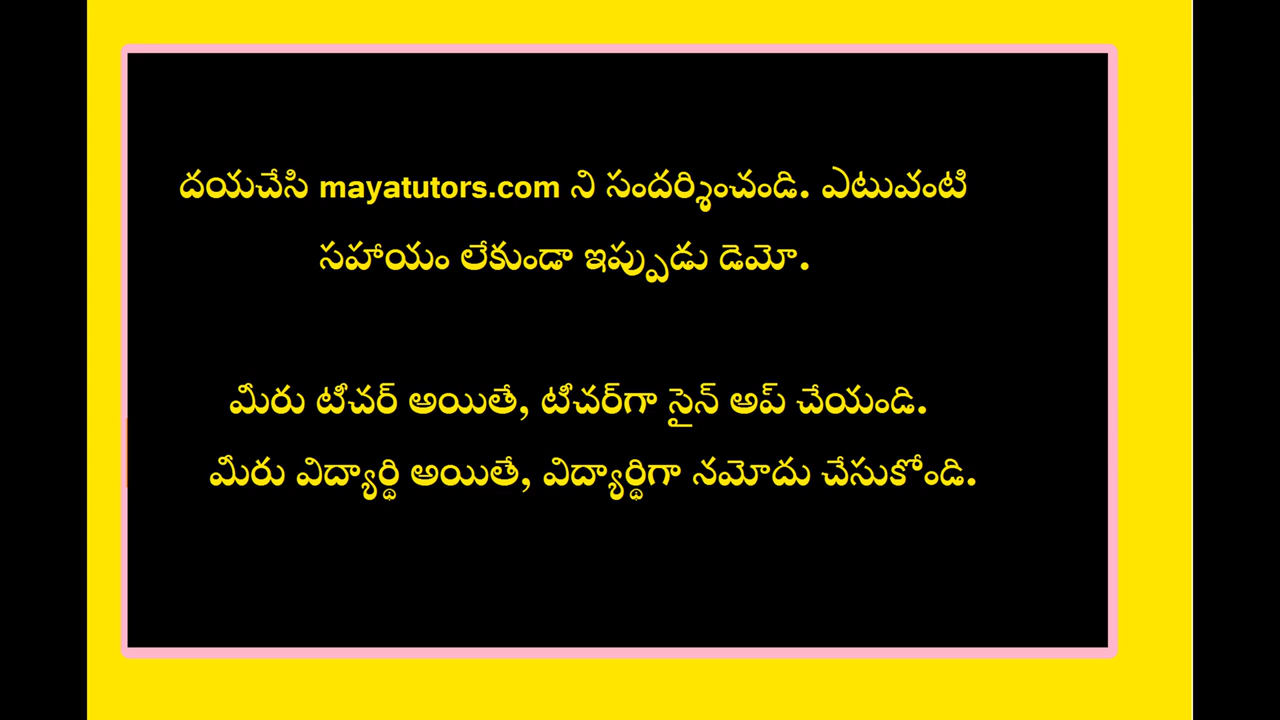 దయచేసి mayatutors.com ని సందర్శించండి. ఎటువంటి
సహాయం లేకుండా ఇప్పుడు డెమో.
మీరు టీచర్ అయితే, టీచర్‌గా సైన్ అప్ చేయండి.
మీరు విద్యార్థి అయితే, విద్యార్థిగా నమోదు చేసుకోండి.